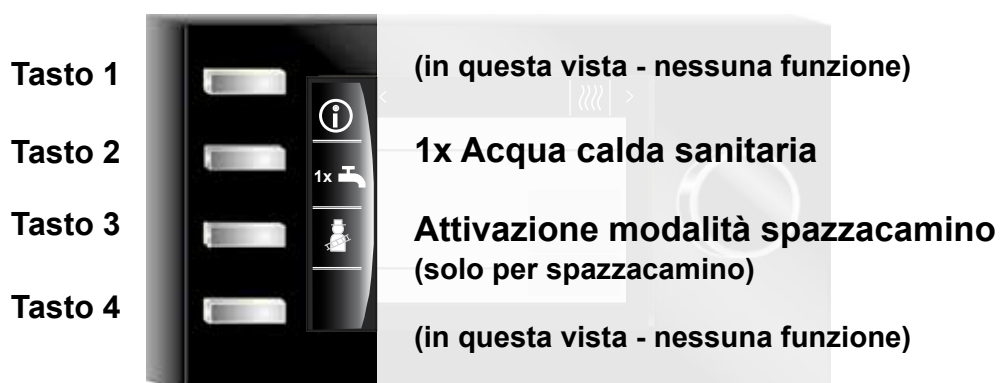 Tasto 1
(in questa vista - nessuna funzione)
Tasto 2
1x
1x Acqua calda sanitaria
Tasto 3
Attivazione modalità spazzacamino
(solo per spazzacamino)
Tasto 4
(in questa vista - nessuna funzione)